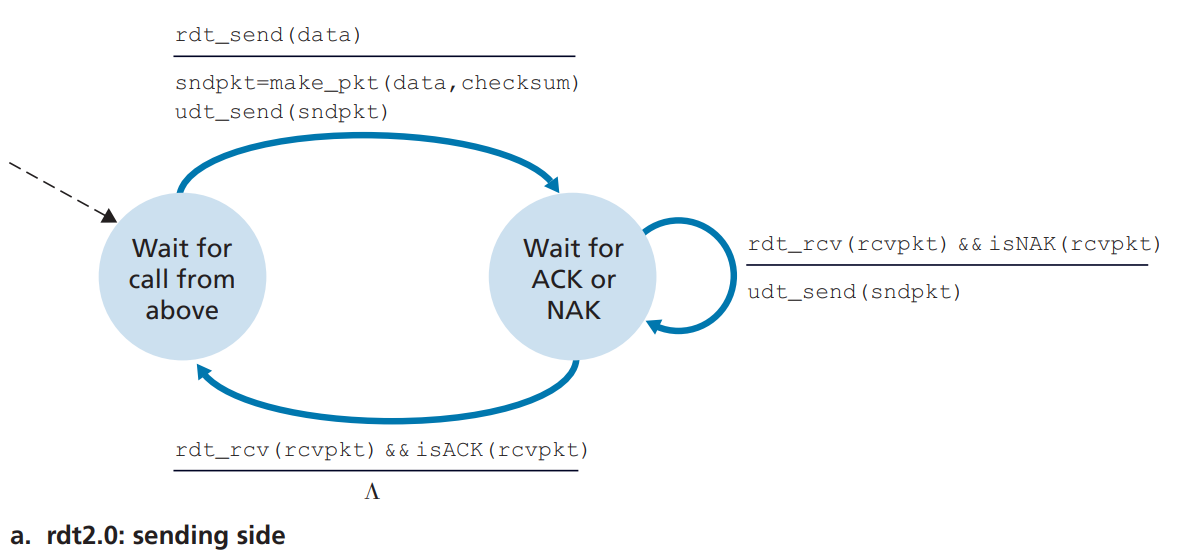 rdt_send(data)
sndpkt=make_pkt(data,checksum)
udt_send(sndpkt)
Wait for
call from
above
Wait for
ACK or
NAK
rdt_rcv(rcvpkt) && isNAK(rcvpkt)
udt_send(sndpkt)
rdt_rcv(rcvpkt) && isACK(rcvpkt)
Λ
a. rdt2.0: sending side